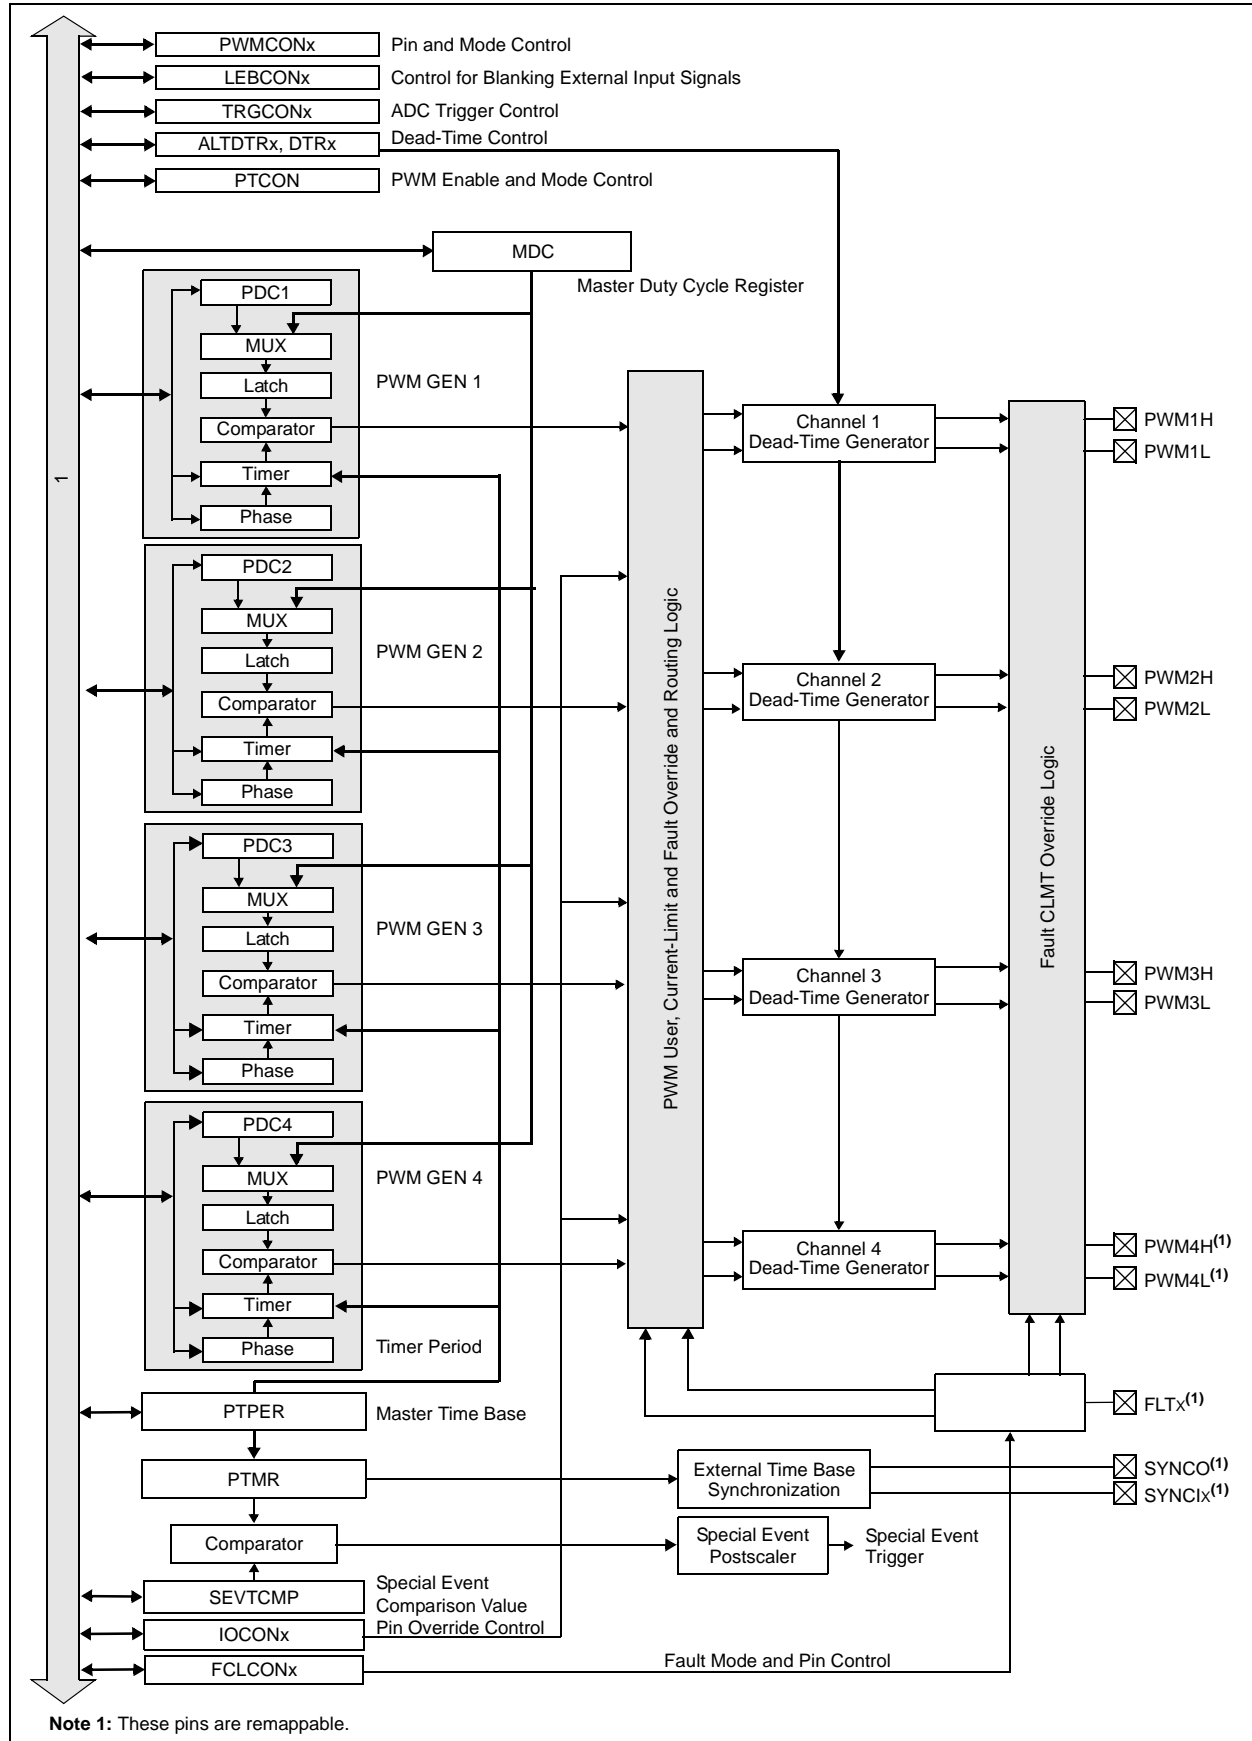 PWMCONx
Pin and Mode Control
LEBCONx
Control for Blanking External Input Signals
TRGCONx
ADC Trigger Control
ALTDTRx, DTRx
Dead-Time Control
PTCON
PWM Enable and Mode Control
MDC
Master Duty Cycle Register
1
PDC1
MUX
Latch
Comparator
Timer
Phase
PWM GEN 1
PDC2
MUX
Latch
Comparator
Timer
Phase
PWM GEN 2
PDC3
MUX
Latch
Comparator
Timer
Phase
PWM GEN 3
PDC4
MUX
Latch
Comparator
Timer
Phase
PWM GEN 4
Timer Period
PWM User, Current-Limit and Fault Override and Routing Logic
Channel 1
Dead-Time Generator
Channel 2
Dead-Time Generator
Channel 3
Dead-Time Generator
Channel 4
Dead-Time Generator
Fault CLMT Override Logic
PWM1H
PWM1L
PWM2H
PWM2L
PWM3H
PWM3L
PWM4H(1)
PWM4L(1)
FLTX(1)
SYNCO(1)
SYNCIX(1)
PTPER
Master Time Base
PTMR
External Time Base
Synchronization
Comparator
Special Event
Postscaler
Special Event
Trigger
SEVTCMP
Special Event
Comparison Value
IOCONx
Pin Override Control
FCLCONx
Fault Mode and Pin Control
Note 1: These pins are remappable.